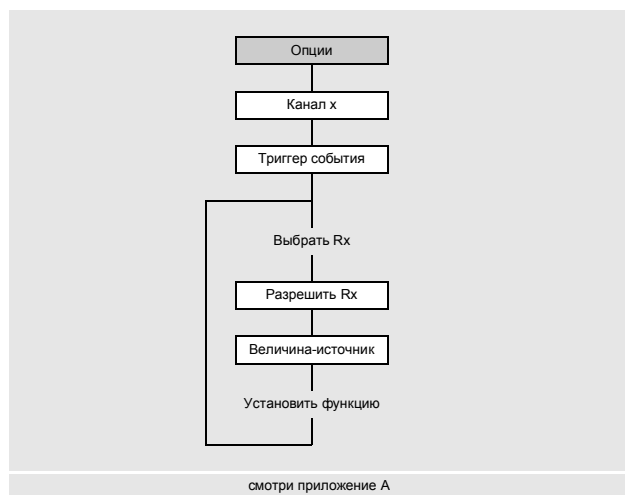 Опции
Канал x
Триггер события
Выбрать Rx
Разрешить Rx
Величина-источник
Установить функцию
смотри приложение А